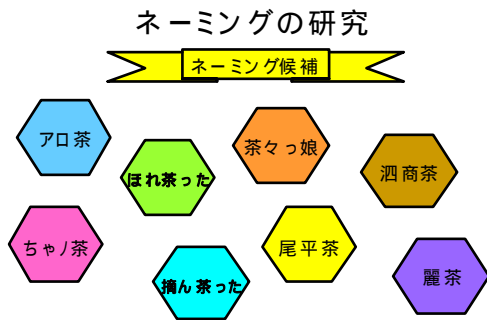 ネーミングの研究
ネーミング候補
アロ茶
ほれ茶った
茶々っ娘
泗商茶
ちゃノ茶
摘ん茶った
尾平茶
麗茶